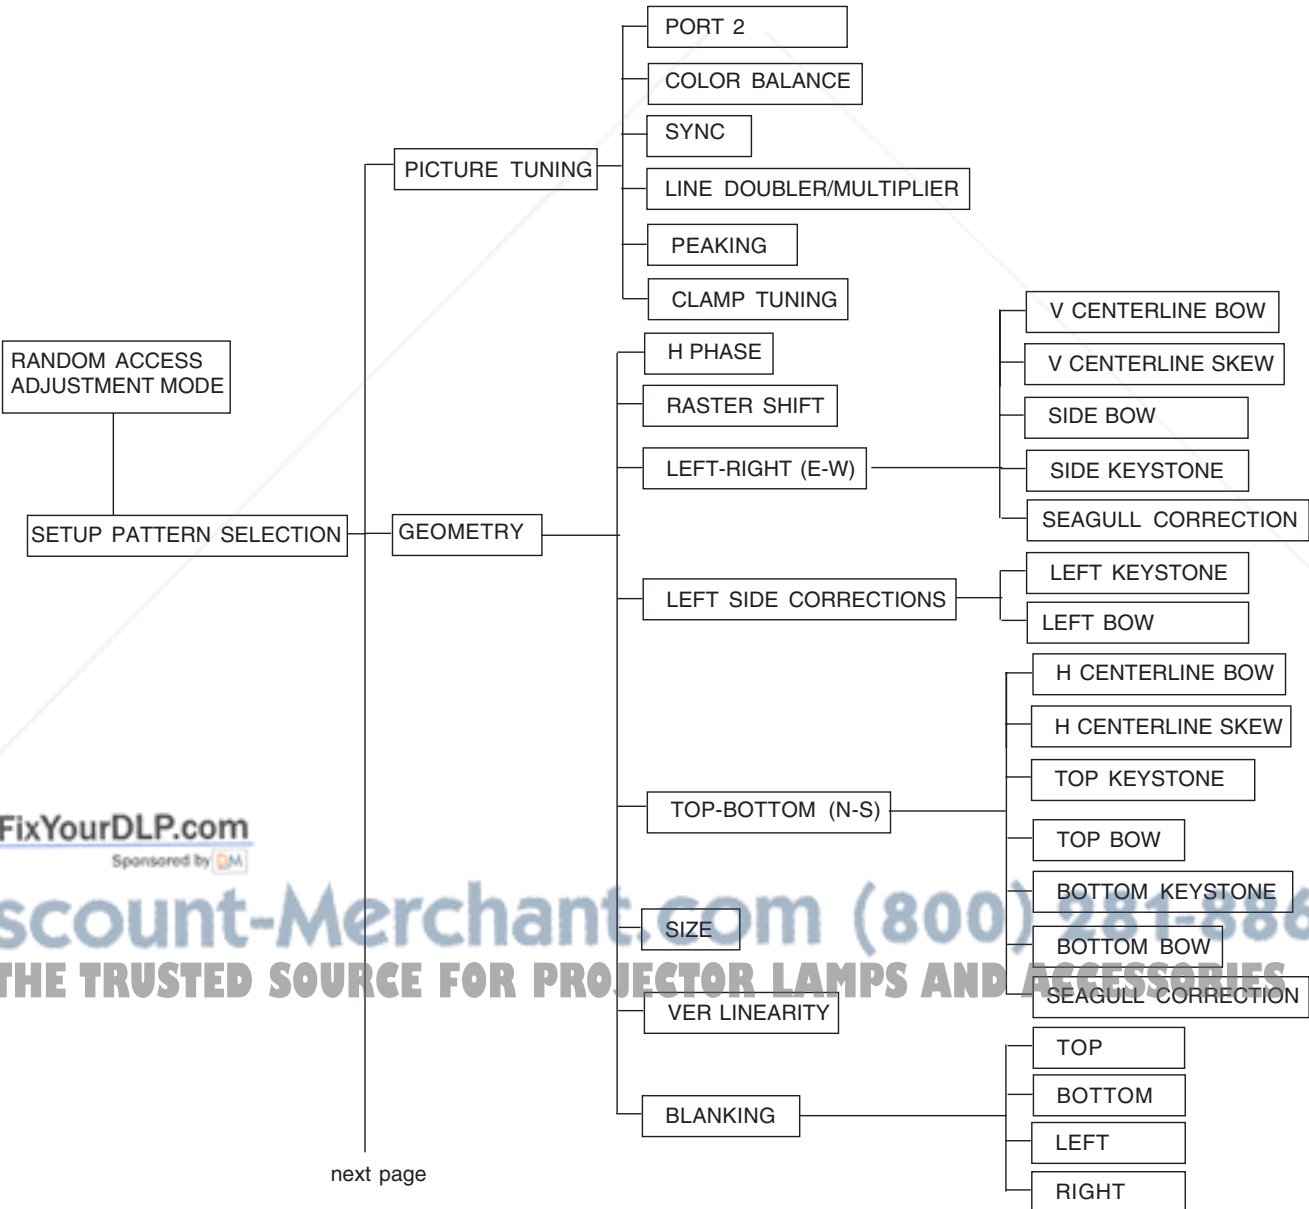 PORT 2
COLOR BALANCE
SYNC
PICTURE TUNING
LINE DOUBLER/MULTIPLIER
PEAKING
CLAMP TUNING
V CENTERLINE BOW
RANDOM ACCESS
ADJUSTMENT MODE
H PHASE
V CENTERLINE SKEW
RASTER SHIFT
SIDE BOW
LEFT-RIGHT (E-W)
SIDE KEYSTONE
SETUP PATTERN SELECTION
GEOMETRY
SEAGULL CORRECTION
LEFT KEYSTONE
LEFT SIDE CORRECTIONS
LEFT BOW
H CENTERLINE BOW
H CENTERLINE SKEW
TOP KEYSTONE
TOP-BOTTOM (N-S)
FixYourDLP.com
Sponsored by DM
TOP BOW
BOTTOM KEYSTONE
scount-Merchant.com (800) 281-886
SIZE
BOTTOM BOW
THE TRUSTED SOURCE FOR PROJECTOR LAMPS AND ACCESSORIES
SEAGULL CORRECTION
VER LINEARITY
TOP
BOTTOM
BLANKING
LEFT
next page
RIGHT